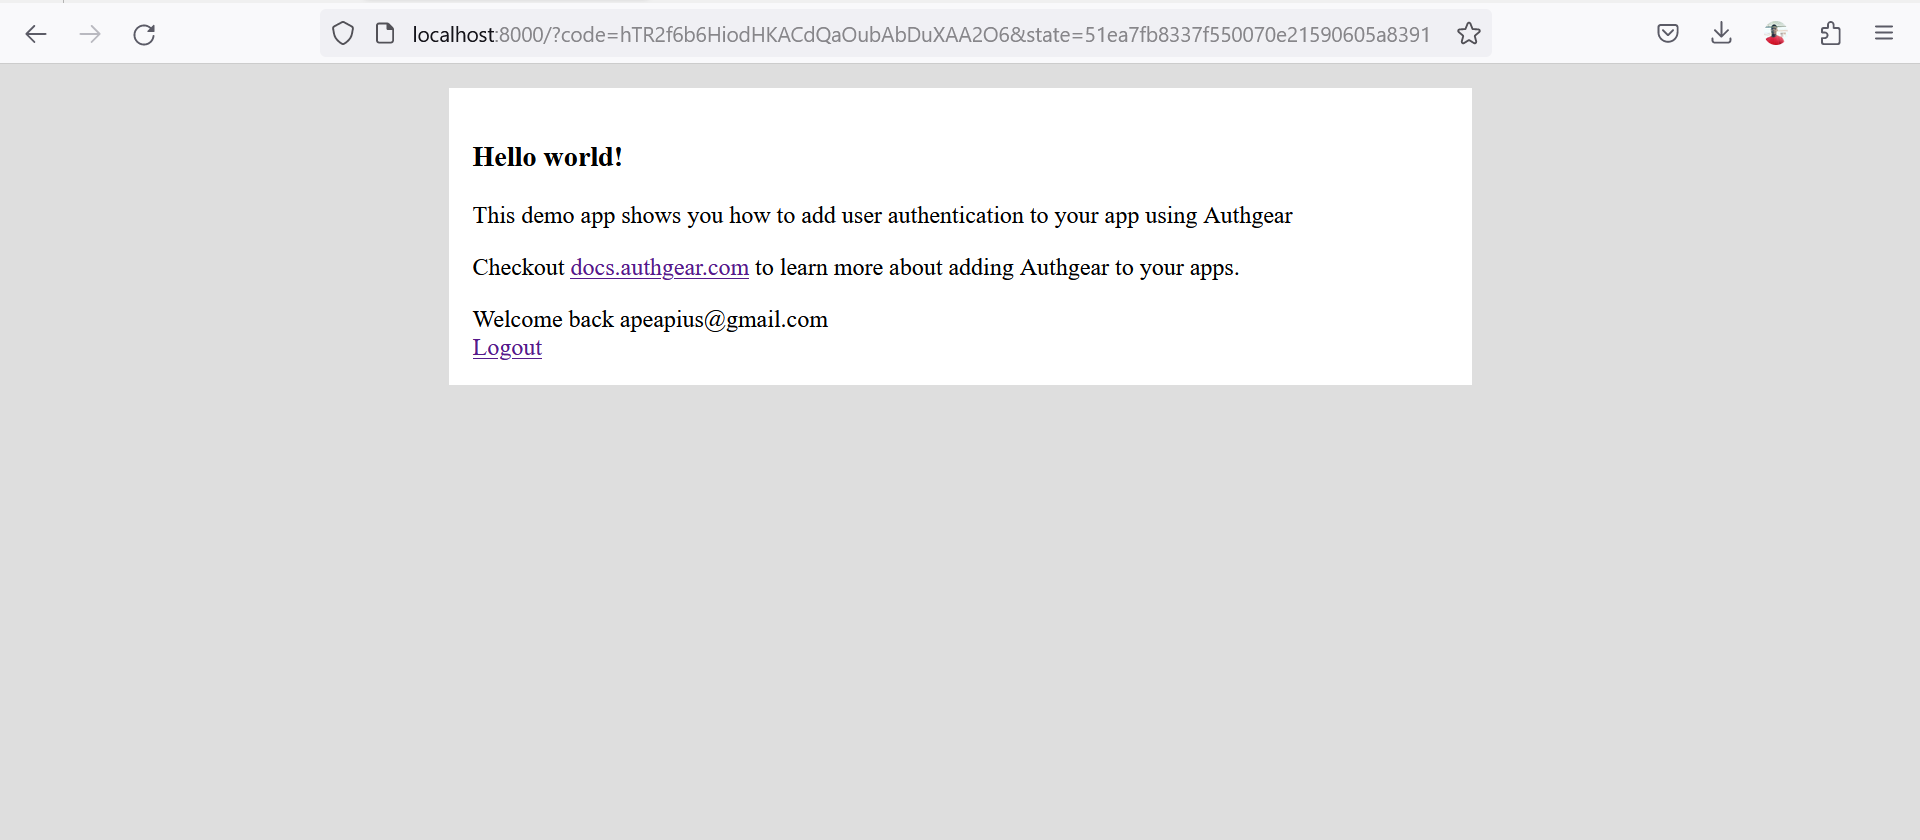 localhost:8000/?code=hTR2f6b6HiodHKACdQaOubAbDuXAA2O6&state=51ea7fb8337f550070e21590605a8391
Hello world!
This demo app shows you how to add user authentication to your app using Authgear
Checkout docs.authgear.com to learn more about adding Authgear to your apps.
Welcome back apeapius@gmail.com
Logout